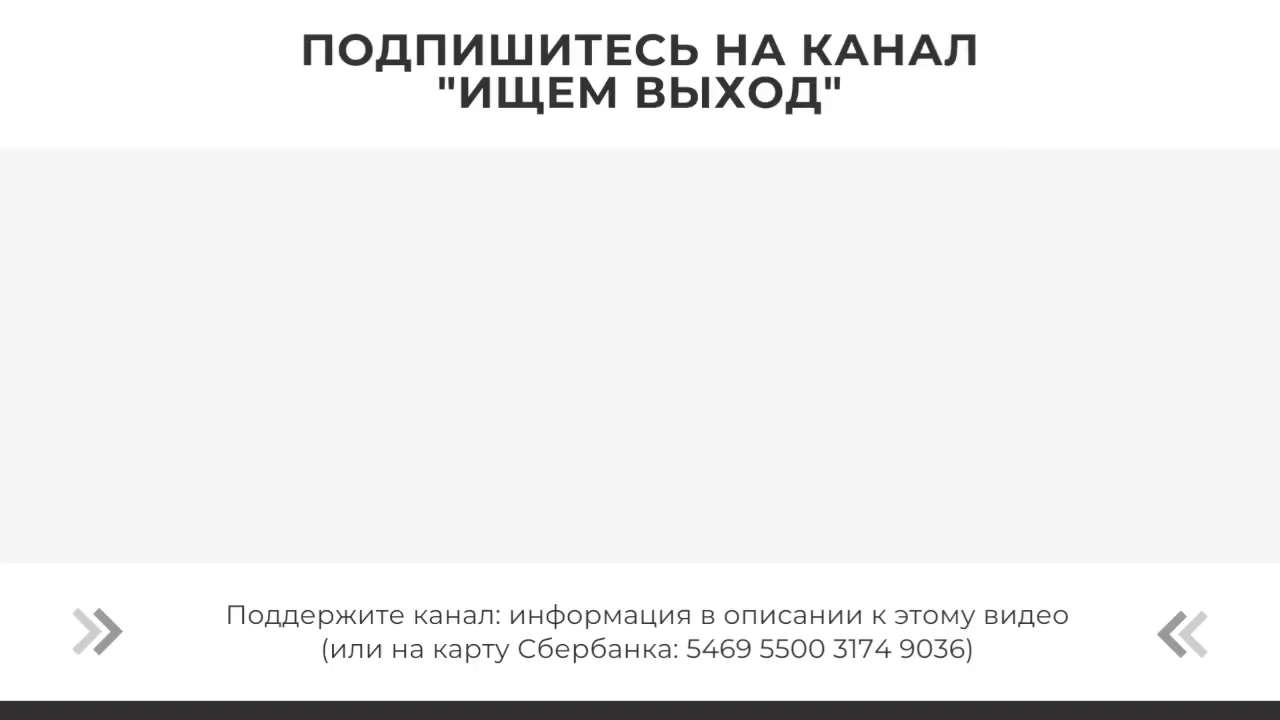 ПОДПИШИТЕСЬ НА КАНАЛ
"ИЩЕМ ВЫХОД"
Поддержите канал: информация в описании к этому видео
(или на карту Сбербанка: 5469 5500 3174 9036)